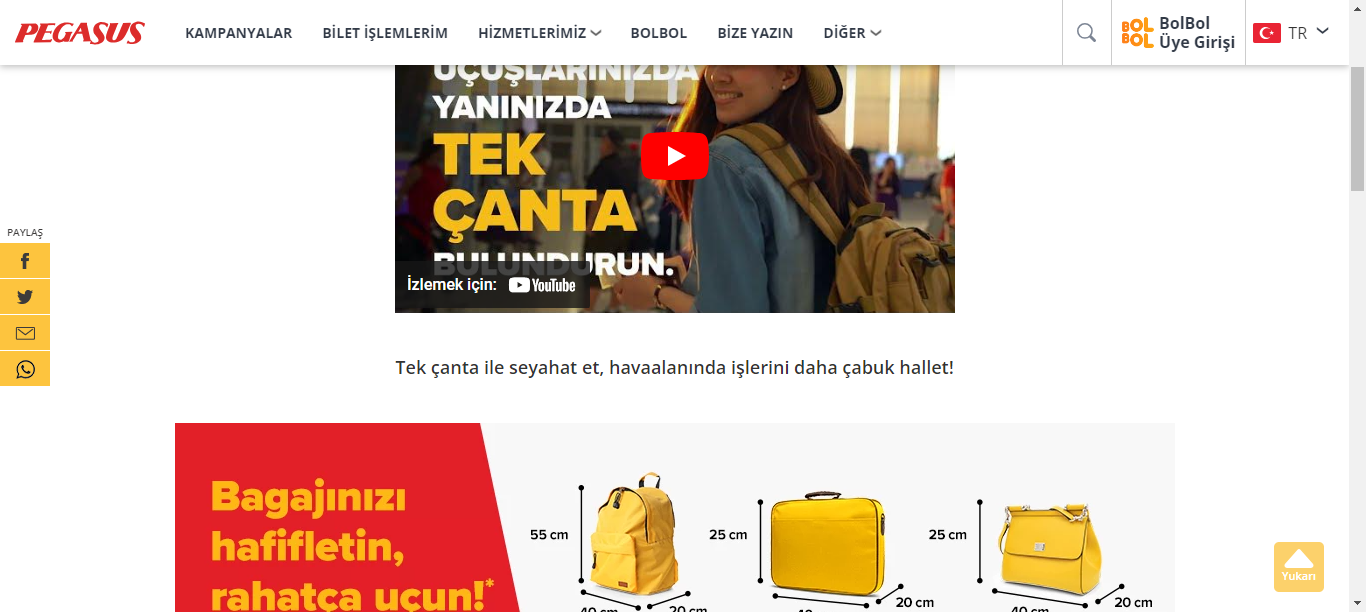 PEGASUS
KAMPANYALAR
BİLET İŞLEMLERİM
HİZMETLERİMİZ
BOLBOL
BİZE YAZIN
DİĞER
BOL
BOL
BolBol
Üye Girişi
TR
UÇUŞLARINIZDA
YANINIZDA
TEK
ÇANTA
BULUNDURUN.
İzlemek için: YouTube
PAYLAŞ
Tek çanta ile seyahat et, havaalanında işlerini daha çabuk hallet!
Bagajınızı
hafifletin,
rahatça uçun!*
55 cm
40 cm
20 cm
25 cm
20 cm
25 cm
40 cm
20 cm
Yukarı